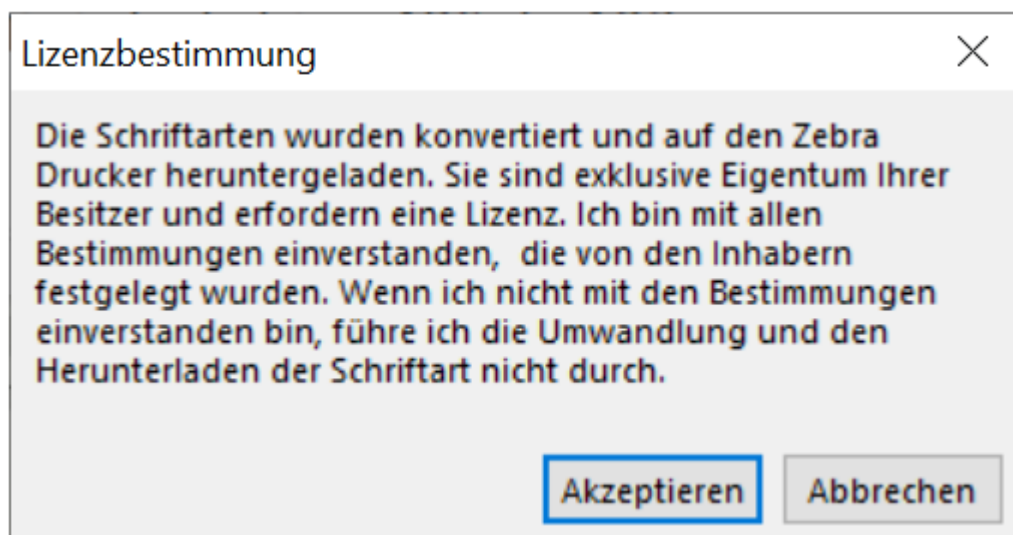 Lizenzbestimmung
Die Schriftarten wurden konvertiert und auf den Zebra
Drucker heruntergeladen. Sie sind exklusive Eigentum Ihrer
Besitzer und erfordern eine Lizenz. Ich bin mit allen
Bestimmungen einverstanden,  die von den Inhabern
festgelegt wurden. Wenn ich nicht mit den Bestimmungen
einverstanden bin, führe ich die Umwandlung und den
Herunterladen der Schriftart nicht durch.
Akzeptieren Abbrechen